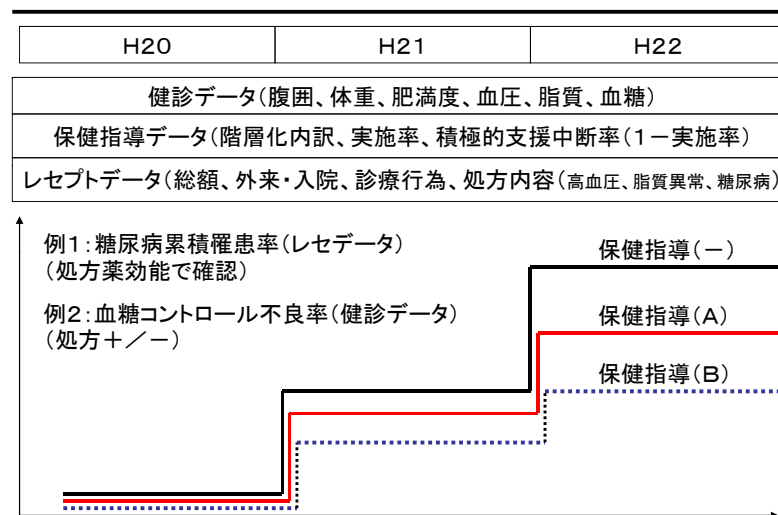 H20 H21 H22
健診データ(腹囲、体重、肥満度、血圧、脂質、血糖)
保健指導データ(階層化内訳、実施率、積極的支援中断率(1-実施率)
レセプトデータ(総額、外来・入院、診療行為、処方内容(高血圧、脂質異常、糖尿病)
例1:糖尿病累積罹患率(レセデータ)
(処方薬効能で確認)
保健指導(-)
例2:血糖コントロール不良率(健診データ)
(処方+/-)
保健指導(A)
保健指導(B)